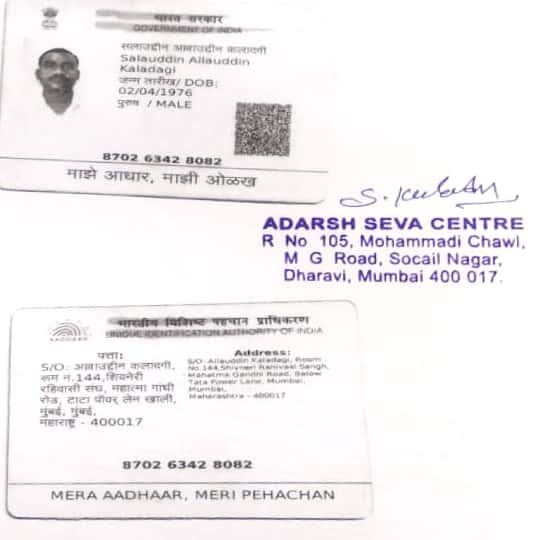 भारत सरकार
GOVERNMENT OF INDIA
सलाउद्दीन अल्लाउद्दीन कलादगी
Salauddin Allauddin
Kaladagi
जन्म तारीख/ DOB:
02/04/1976
पुरुष / MALE
8702 6342 8082
माझे आधार, माझी ओळख
ADARSH SEVA CENTRE
R No 105, Mohammadi Chawl,
M G Road, Socail Nagar,
Dharavi, Mumbai 400 017.
भारतीय विशिष्ट पहचान प्राधिकरण
UNIQUE IDENTIFICATION AUTHORITY OF INDIA
AADHAAR
पत्ता:
S/O: अल्लाउद्दीन कलादगी,
रूम न.144,शिवनेरी
रहिवासी संघ, महात्मा गांधी
रोड, टाटा पॉवर लेन खाली,
मुंबई, मुंबई,
महाराष्ट्र - 400017
Address:
S/O: Allauddin Kaladagi, Room
No.144,Shivneri Ranivasi Sangh,
Mahatma Gandhi Road, Below
Tata Power Lane, Mumbai,
Mumbai,
Maharashtra - 400017
8702 6342 8082
MERA AADHAAR, MERI PEHACHAN